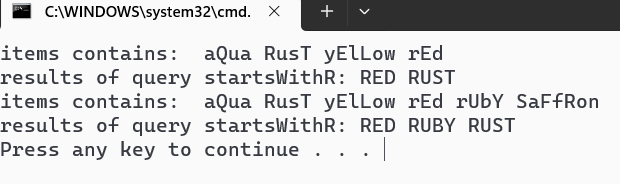 C:\WINDOWS\system32\cmd.
items contains:  aQua RusT yElLow rEd
results of query startsWithR: RED RUST
items contains:  aQua RusT yElLow rEd rUbY SaFfRon
results of query startsWithR: RED RUBY RUST
Press any key to continue . . .